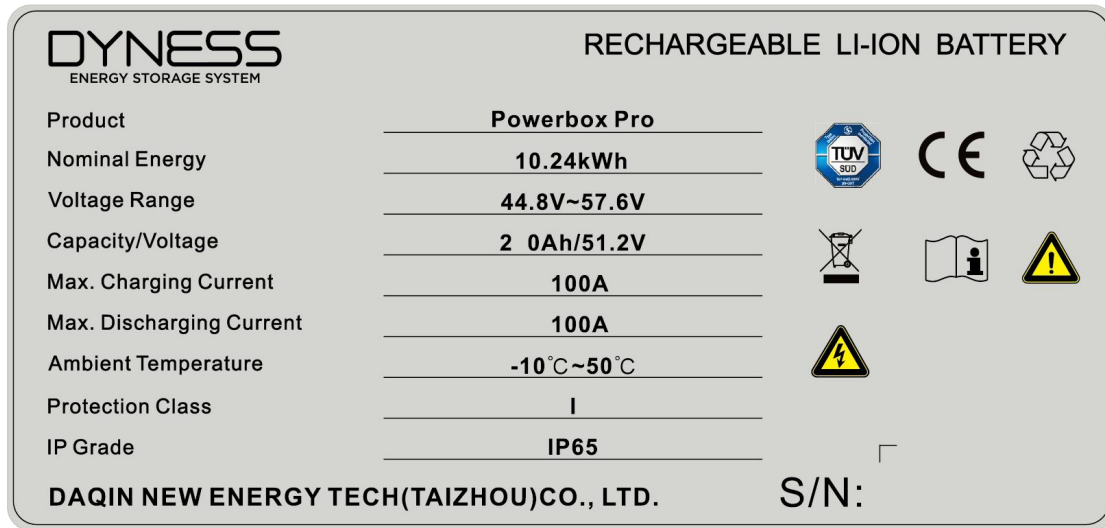 DYNESS
ENERGY STORAGE SYSTEM
RECHARGEABLE LI-ION BATTERY
Product Powerbox Pro
Nominal Energy 10.24kWh
Voltage Range 44.8V~57.6V
Capacity/Voltage 2 0Ah/51.2V
Max. Charging Current 100A
Max. Discharging Current 100A
Ambient Temperature -10℃~50℃
Protection Class I
IP Grade IP65
TÜV
SÜD
CE
DAQIN NEW ENERGY TECH(TAIZHOU)CO., LTD.
S/N: